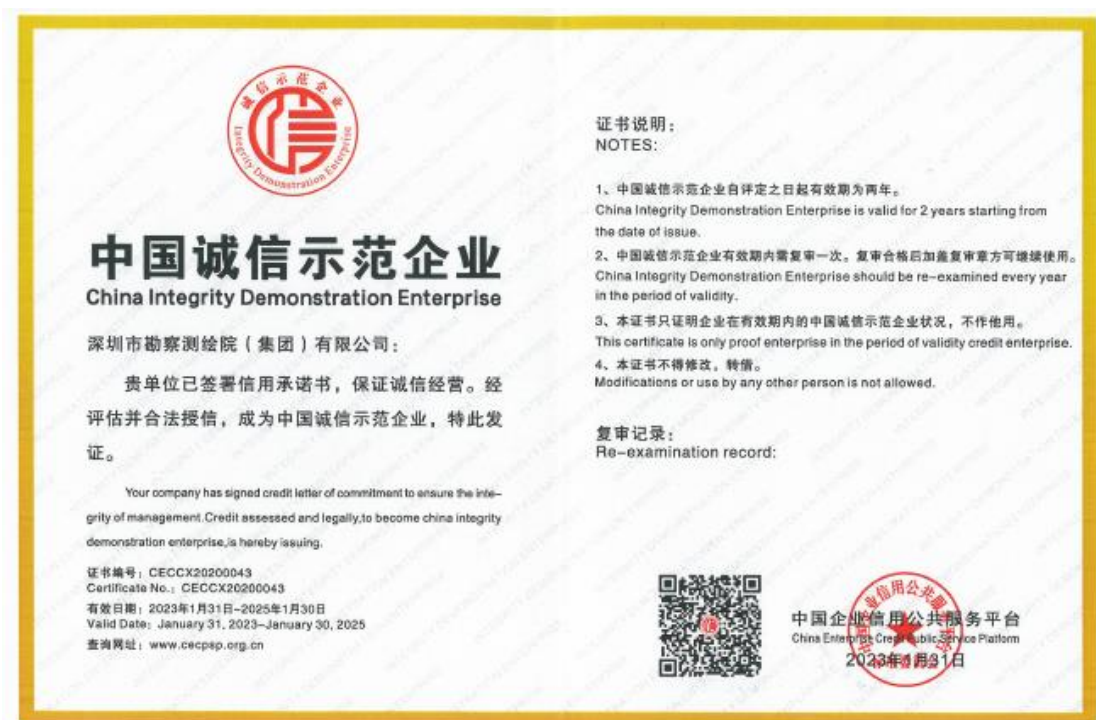 诚信示范企业
Integrity Demonstration Enterprise
中国诚信示范企业
China Integrity Demonstration Enterprise
深圳市勘察测绘院（集团）有限公司：
贵单位已签署信用承诺书，保证诚信经营。经
评估并合法授信，成为中国诚信示范企业，特此发
证。
Your company has signed credit letter of commitment to ensure the inte-
grity of management.Credit assessed and legally,to become china integrity
demonstration enterprise,is hereby issuing.
证书编号：CECCX20200043
Certificate No.：CECCX20200043
有效日期：2023年1月31日-2025年1月30日
Valid Date：January 31, 2023-January 30, 2025
查询网址：www.cecpsp.org.cn
证书说明：
NOTES:
1、中国诚信示范企业自评定之日起有效期为两年。
China Integrity Demonstration Enterprise is valid for 2 years starting from
the date of issue.
2、中国诚信示范企业有效期内需复审一次，复审合格后加盖复审章方可继续使用。
China Integrity Demonstration Enterprise should be re-examined every year
in the period of validity.
3、本证书只证明企业在有效期内的中国诚信示范企业状况，不作他用。
This certificate is only proof enterprise in the period of validity credit enterprise.
4、本证书不得修改，转借。
Modifications or use by any other person is not allowed.
复审记录：
Re-examination record:
中国企业信用公共服务平台
China Enterprise Credit Public Service Platform
2023年1月31日